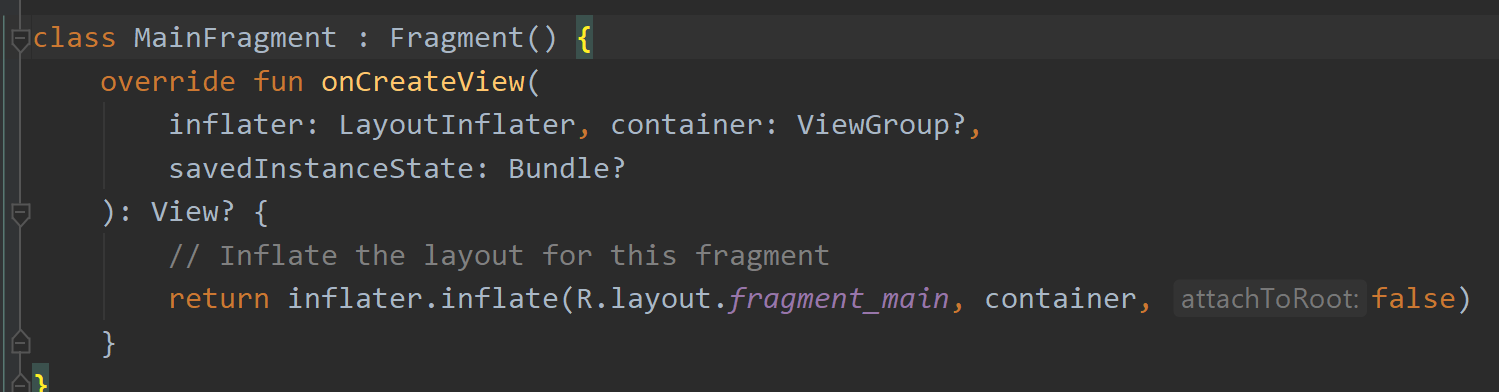 class MainFragment : Fragment() {
    override fun onCreateView(
        inflater: LayoutInflater, container: ViewGroup?,
        savedInstanceState: Bundle?
    ): View? {
        // Inflate the layout for this fragment
        return inflater.inflate(R.layout.fragment_main, container, attachToRoot: false)
    }
}